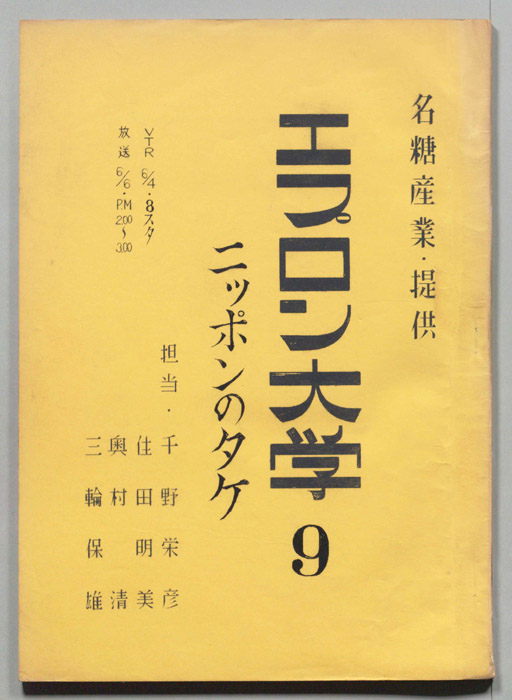 名糖産業・提供
エプロン大学9
ニッポンのタケ
担当・千野栄彦
住田明美
奥村清
三輪保雄
VTR 6/4・8スタ
放送 6/6・P.M 2:00〜3:00